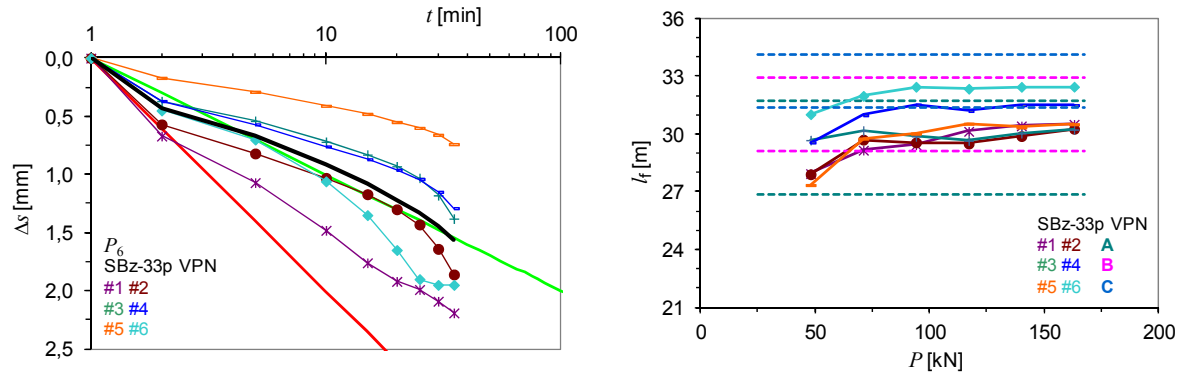 t [min]
1 10 100
0,0
0,5
1,0
1,5
2,0
2,5
Δs [mm]
P6
SBz-33p VPN
#1 #2
#3 #4
#5 #6
36
33
30
27
24
21
lf [m]
SBz-33p VPN
#1 #2 A
#3 #4 B
#5 #6 C
0 50 100 150 200
P [kN]